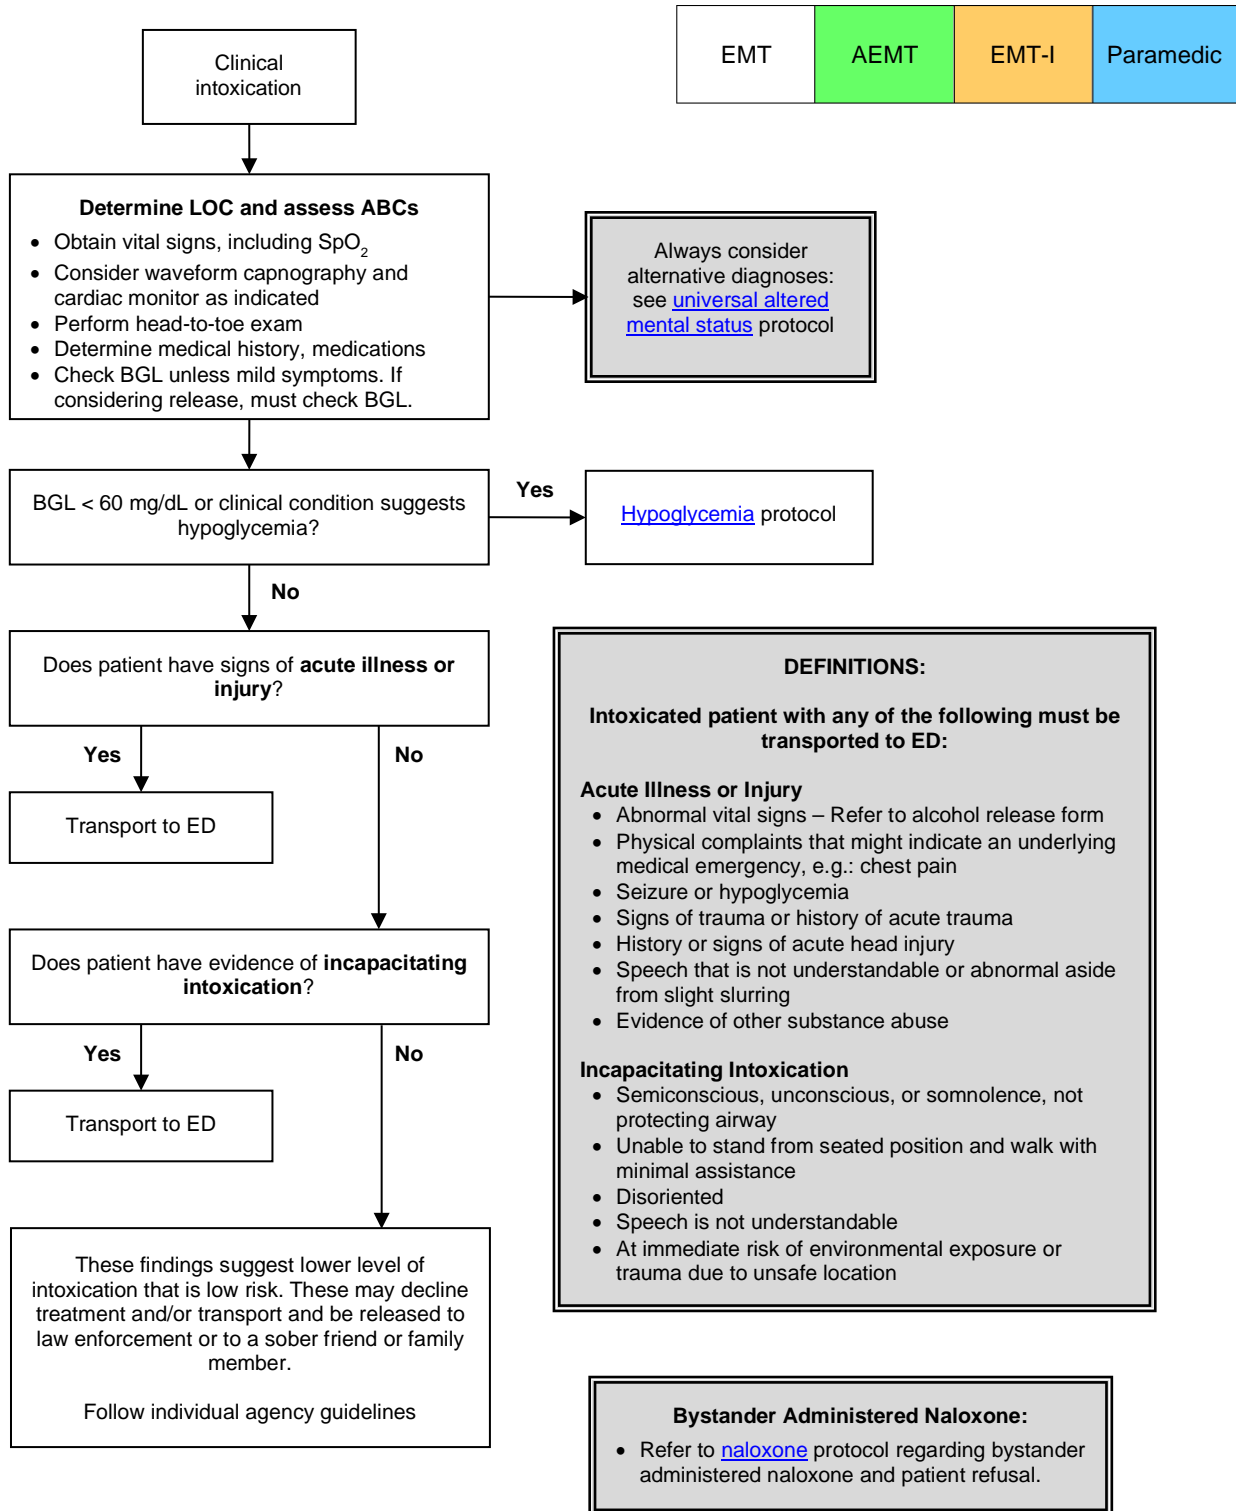 EMT
AEMT
EMT-I
Paramedic
Clinical
intoxication
Determine LOC and assess ABCs
• Obtain vital signs, including SpO2
• Consider waveform capnography and
cardiac monitor as indicated
• Perform head-to-toe exam
• Determine medical history, medications
• Check BGL unless mild symptoms. If
considering release, must check BGL.
Always consider
alternative diagnoses:
see universal altered
mental status protocol
BGL < 60 mg/dL or clinical condition suggests
hypoglycemia?
Yes
Hypoglycemia protocol
No
Does patient have signs of acute illness or
injury?
Yes
No
Transport to ED
Does patient have evidence of incapacitating
intoxication?
Yes
No
Transport to ED
These findings suggest lower level of
intoxication that is low risk. These may decline
treatment and/or transport and be released to
law enforcement or to a sober friend or family
member.
Follow individual agency guidelines
DEFINITIONS:
Intoxicated patient with any of the following must be
transported to ED:
Acute Illness or Injury
• Abnormal vital signs – Refer to alcohol release form
• Physical complaints that might indicate an underlying
medical emergency, e.g.: chest pain
• Seizure or hypoglycemia
• Signs of trauma or history of acute trauma
• History or signs of acute head injury
• Speech that is not understandable or abnormal aside
from slight slurring
• Evidence of other substance abuse
Incapacitating Intoxication
• Semiconscious, unconscious, or somnolence, not
protecting airway
• Unable to stand from seated position and walk with
minimal assistance
• Disoriented
• Speech is not understandable
• At immediate risk of environmental exposure or
trauma due to unsafe location
Bystander Administered Naloxone:
• Refer to naloxone protocol regarding bystander
administered naloxone and patient refusal.